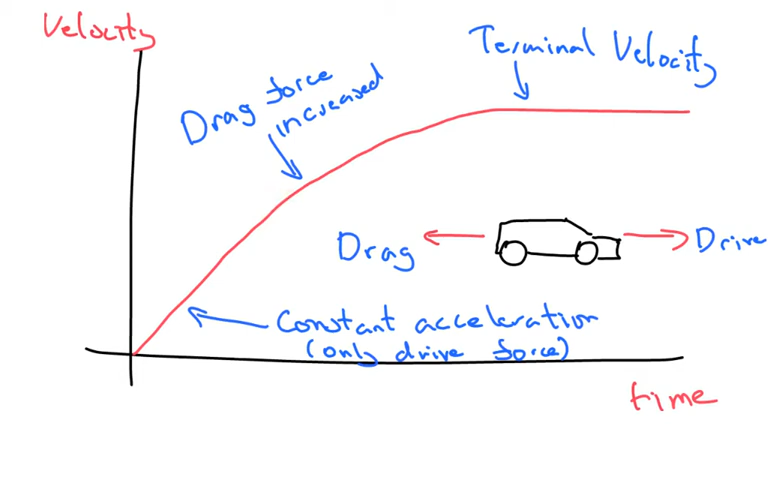 Velocity
Terminal Velocity
Drag force
increased
Drag
Drive
Constant acceleration
(only drive force)
time